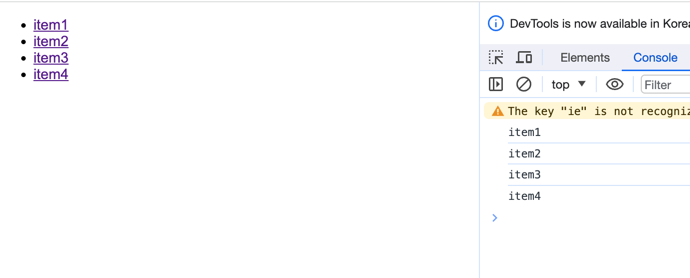 item1
item2
item3
item4
DevTools is now available in Korea
Elements
Console
top
Filter
The key "ie" is not recogniz
item1
item2
item3
item4